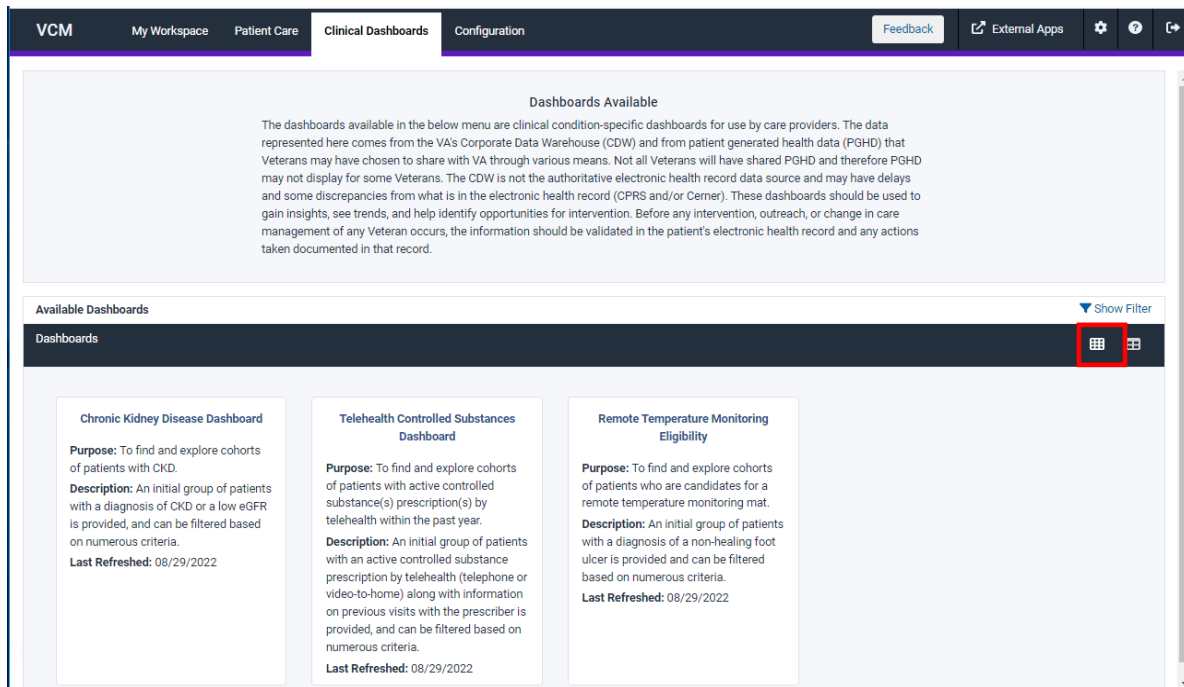 VCM
My Workspace
Patient Care
Clinical Dashboards
Configuration
Feedback
External Apps
Dashboards Available
The dashboards available in the below menu are clinical condition-specific dashboards for use by care providers. The data
represented here comes from the VA's Corporate Data Warehouse (CDW) and from patient generated health data (PGHD) that
Veterans may have chosen to share with VA through various means. Not all Veterans will have shared PGHD and therefore PGHD
may not display for some Veterans. The CDW is not the authoritative electronic health record data source and may have delays
and some discrepancies from what is in the electronic health record (CPRS and/or Cerner). These dashboards should be used to
gain insights, see trends, and help identify opportunities for intervention. Before any intervention, outreach, or change in care
management of any Veteran occurs, the information should be validated in the patient's electronic health record and any actions
taken documented in that record.
Available Dashboards
Show Filter
Dashboards
Chronic Kidney Disease Dashboard
Purpose: To find and explore cohorts
of patients with CKD.
Description: An initial group of patients
with a diagnosis of CKD or a low eGFR
is provided, and can be filtered based
on numerous criteria.
Last Refreshed: 08/29/2022
Telehealth Controlled Substances
Dashboard
Purpose: To find and explore cohorts
of patients with active controlled
substance(s) prescription(s) by
telehealth within the past year.
Description: An initial group of patients
with an active controlled substance
prescription by telehealth (telephone or
video-to-home) along with information
on previous visits with the prescriber is
provided, and can be filtered based on
numerous criteria.
Last Refreshed: 08/29/2022
Remote Temperature Monitoring
Eligibility
Purpose: To find and explore cohorts
of patients who are candidates for a
remote temperature monitoring mat.
Description: An initial group of patients
with a diagnosis of a non-healing foot
ulcer is provided and can be filtered
based on numerous criteria.
Last Refreshed: 08/29/2022